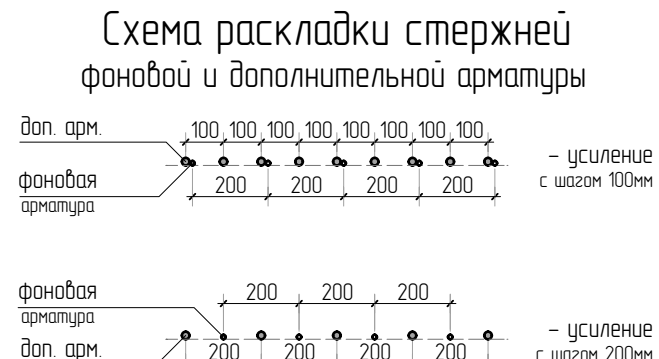 Схема раскладки стержней
фоновой и дополнительной арматуры
доп. арм.
100 100 100 100 100 100 100 100
– усиление
с шагом 100мм
фоновая
арматура
200 200 200 200
фоновая
арматура
200 200 200
– усиление
с шагом 200мм
доп. арм.
200 200 200 200